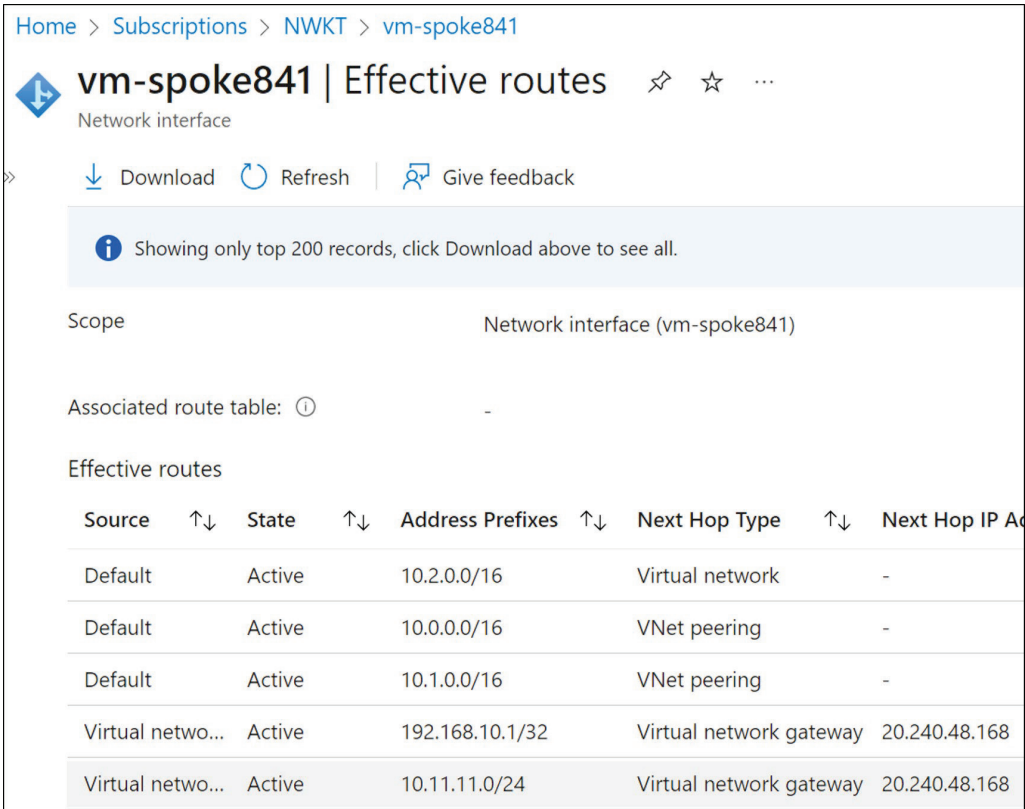 Home > Subscriptions > NWKT > vm-spoke841
vm-spoke841 | Effective routes ...
Network interface
Download Refresh Give feedback
Showing only top 200 records, click Download above to see all.
Scope Network interface (vm-spoke841)
Associated route table: -
Effective routes
Source State Address Prefixes Next Hop Type Next Hop IP Ad
Default Active 10.2.0.0/16 Virtual network -
Default Active 10.0.0.0/16 VNet peering -
Default Active 10.1.0.0/16 VNet peering -
Virtual netwo... Active 192.168.10.1/32 Virtual network gateway 20.240.48.168
Virtual netwo... Active 10.11.11.0/24 Virtual network gateway 20.240.48.168